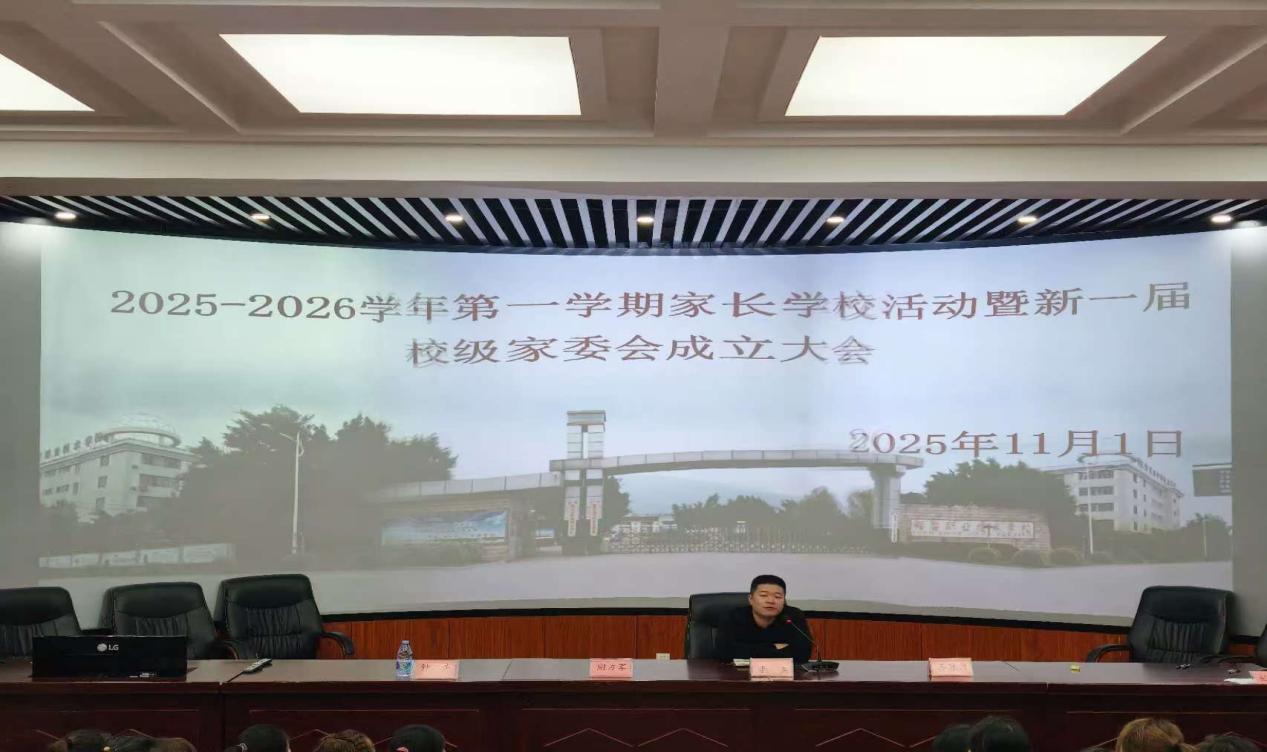 2025-2026学年第一学期家长学校活动暨新一届
校级家委会成立大会
2025年11月1日
LG